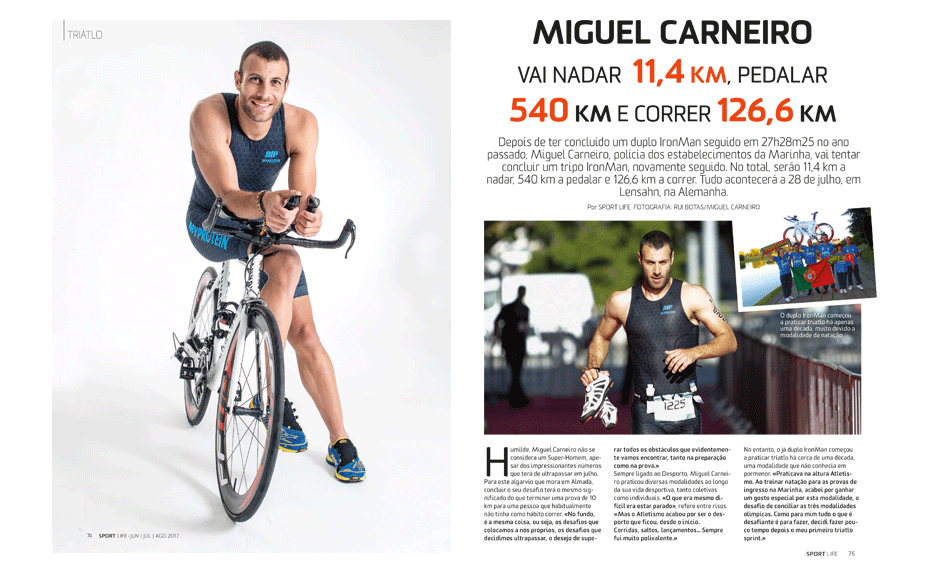 TRIATLO
MYPROTEIN
74 SPORT LIFE - JUN | JUL | AGO 2017
MIGUEL CARNEIRO
VAI NADAR 11,4 KM, PEDALAR
540 KM E CORRER 126,6 KM
Depois de ter concluído um duplo IronMan seguido em 27h28m25 no ano
passado, Miguel Carneiro, polícia dos estabelecimentos da Marinha, vai tentar
concluir um tripo IronMan, novamente seguido. No total, serão 11,4 km a
nadar, 540 km a pedalar e 126,6 km a correr. Tudo acontecerá a 28 de julho, em
Lensahn, na Alemanha.
Por SPORT LIFE FOTOGRAFIA: RUI BOTAS/MIGUEL CARNEIRO
O duplo IronMan começou
a praticar triatlo há apenas
uma década, muito devido à
modalidade da natação
1225
Humilde, Miguel Carneiro não se
considera um Super-Homem, ape-
sar dos impressionantes números
que terá de ultrapassar em julho.
Para este algarvio que mora em Almada,
concluir o seu desafio terá o mesmo sig-
nificado do que terminar uma prova de 10
km para uma pessoa que habitualmente
não tinha como hábito correr. «No fundo,
é a mesma coisa, ou seja, os desafios que
colocamos a nós próprios, os desafios que
decidimos ultrapassar, o desejo de supe-
rar todos os obstáculos que evidentemen-
te vamos encontrar, tanto na preparação
como na prova.»
Sempre ligado ao Desporto, Miguel Carnei-
ro praticou diversas modalidades ao longo
da sua vida desportiva, tanto coletivas
como individuais. «O que era mesmo di-
fícil era estar parado», refere entre risos.
«Mas o Atletismo acabou por ser o des-
porto que ficou, desde o início.
Corridas, saltos, lançamentos... Sempre
fui muito polivalente.»
No entanto, o já duplo IronMan começou
a praticar triatlo há cerca de uma década,
uma modalidade que não conhecia em
pormenor. «Praticava na altura Atletis-
mo. Ao treinar natação para as provas de
ingresso na Marinha, acabei por ganhar
um gosto especial por esta modalidade, o
desafio de conciliar as três modalidades
olímpicas. Como para mim tudo o que é
desafiante é para fazer, decidi fazer pou-
co tempo depois o meu primeiro triatlo
sprint.»
SPORT LIFE 75